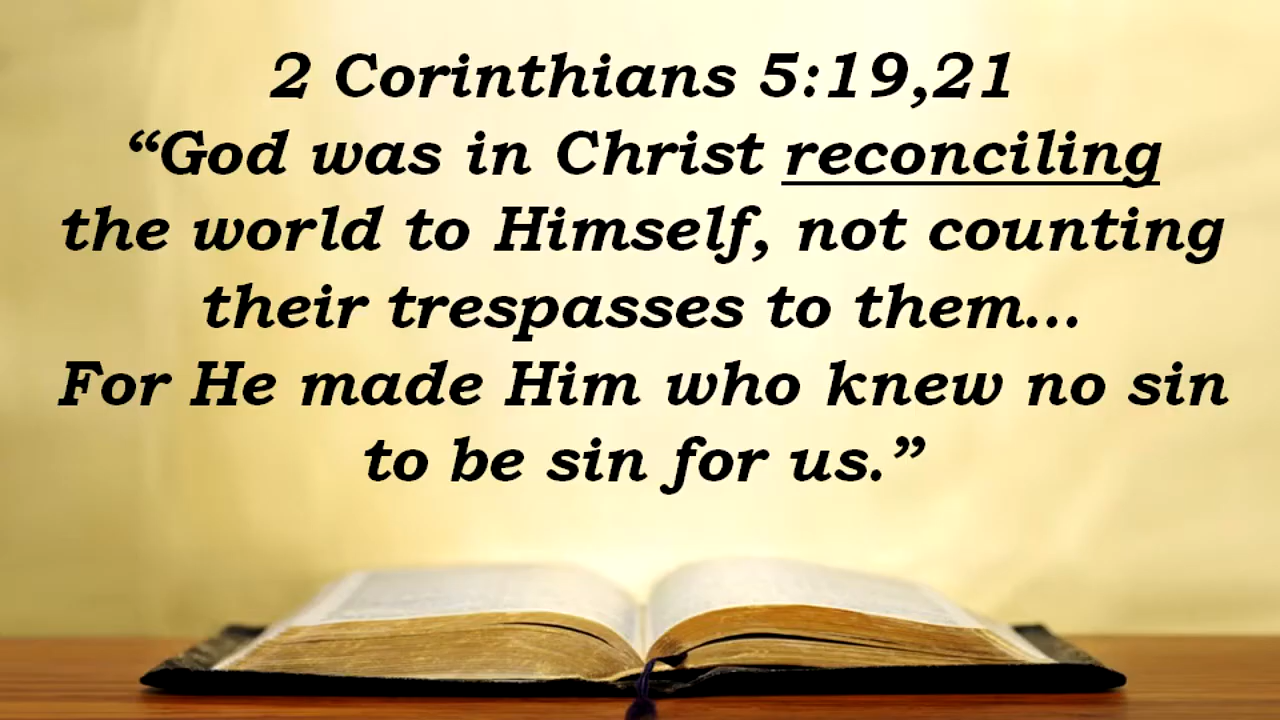 2 Corinthians 5:19,21
“God was in Christ reconciling
the world to Himself, not counting
their trespasses to them...
For He made Him who knew no sin
to be sin for us.”